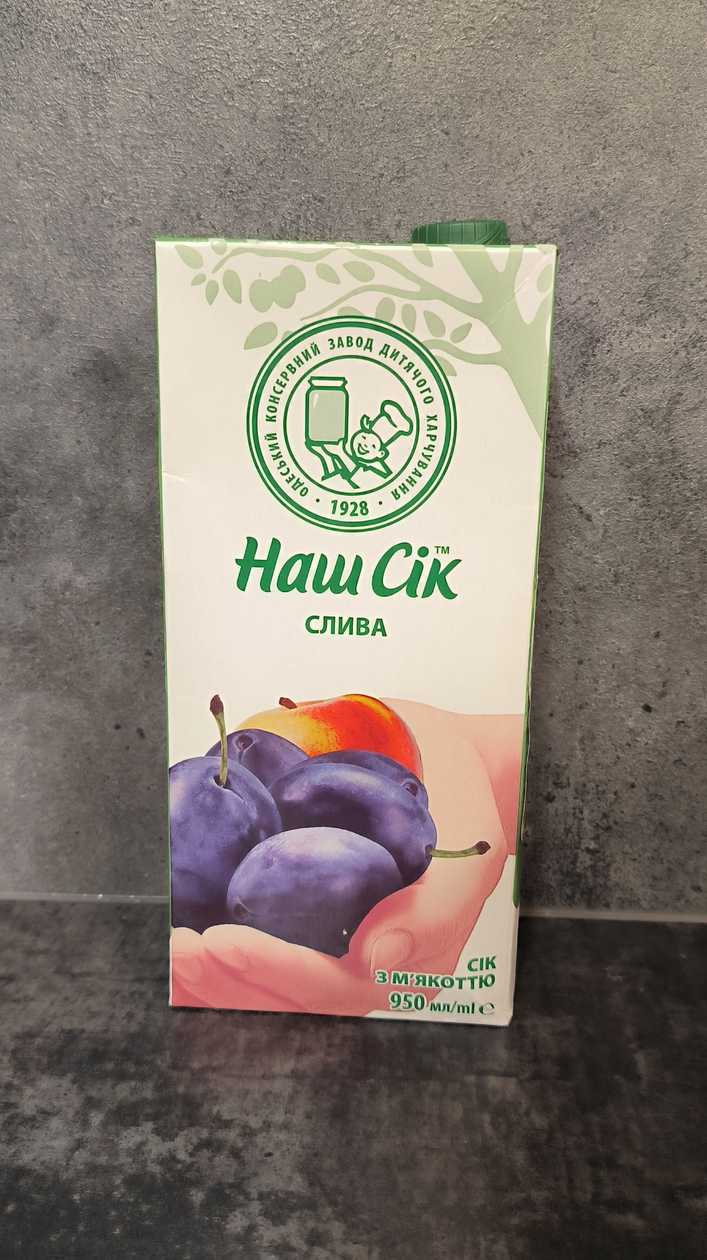 ОДЕСЬКИЙ КОНСЕРВНИЙ ЗАВОД ДИТЯЧОГО ХАРЧУВАННЯ
· 1928 ·
Наш Сік™
СЛИВА
СІК
З М'ЯКОТТЮ
950 мл/ml ℮